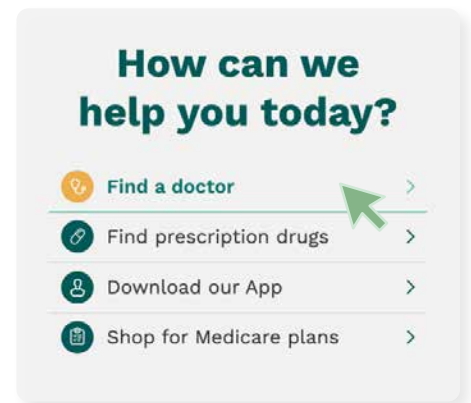 How can we
help you today?
Find a doctor
Find prescription drugs
Download our App
Shop for Medicare plans